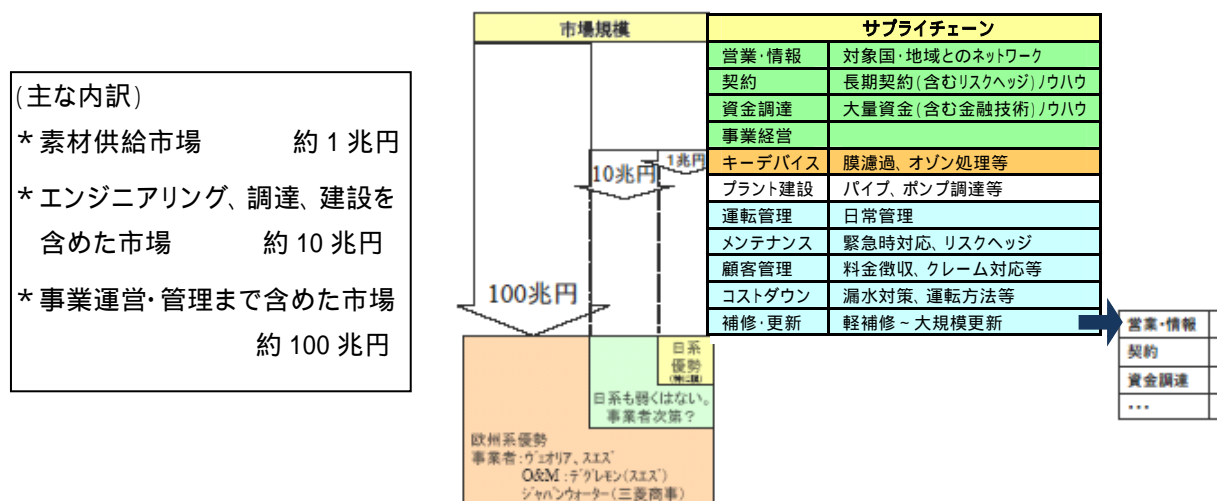 (主な内訳)
*素材供給市場 約1兆円
*エンジニアリング、調達、建設を
含めた市場 約10兆円
*事業運営・管理まで含めた市場
約100兆円
市場規模
100兆円
10兆円
1兆円
サプライチェーン
営業・情報 対象国・地域とのネットワーク
契約 長期契約(含むリスクヘッジ)ノウハウ
資金調達 大量資金(含む金融技術)ノウハウ
事業経営
キーデバイス 膜濾過、オゾン処理等
プラント建設 パイプ、ポンプ調達等
運転管理 日常管理
メンテナンス 緊急時対応、リスクヘッジ
顧客管理 料金徴収、クレーム対応等
コストダウン 漏水対策、運転方法等
補修・更新 軽補修~大規模更新
日系
優勢
(特に膜)
日系も弱くはない。
事業者次第?
欧州系優勢
事業者:ヴェオリア、スエズ
O&M:デグレモン(スエズ)
ジャパンウォーター(三菱商事)
営業・情報
契約
資金調達
・・・